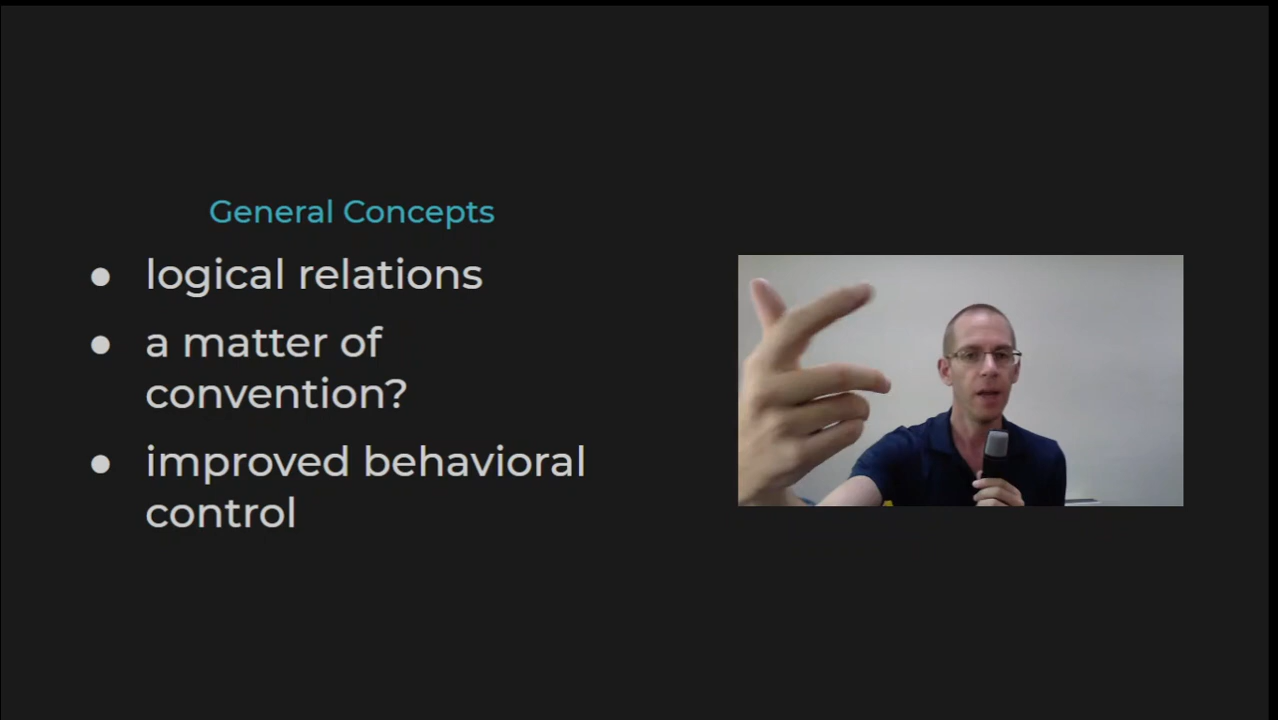 General Concepts
● logical relations
● a matter of
convention?
● improved behavioral
control